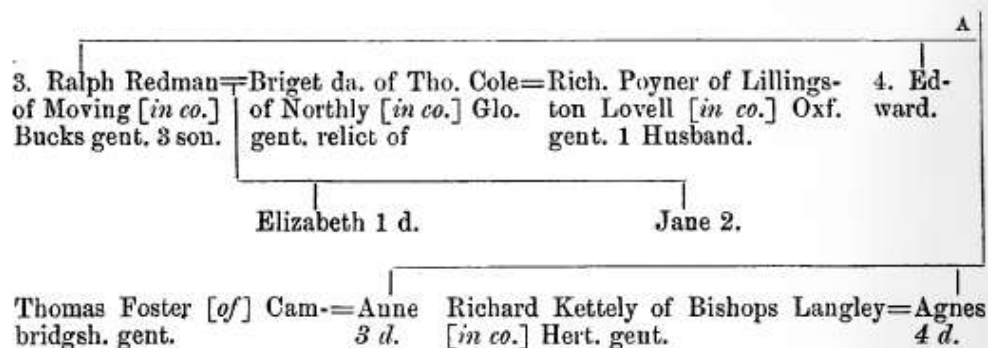 A
3. Ralph Redman=Briget da. of Tho. Cole=Rich. Poyner of Lillings- 4. Ed-
of Moving [in co.] of Northly [in co.] Glo. ton Lovell [in co.] Oxf. ward.
Bucks gent. 3 son. gent. relict of gent. 1 Husband.
Elizabeth 1 d. Jane 2.
Thomas Foster [of] Cam-=Anne Richard Kettely of Bishops Langley=Agnes
bridgsh. gent. 3 d. [in co.] Hert. gent. 4 d.